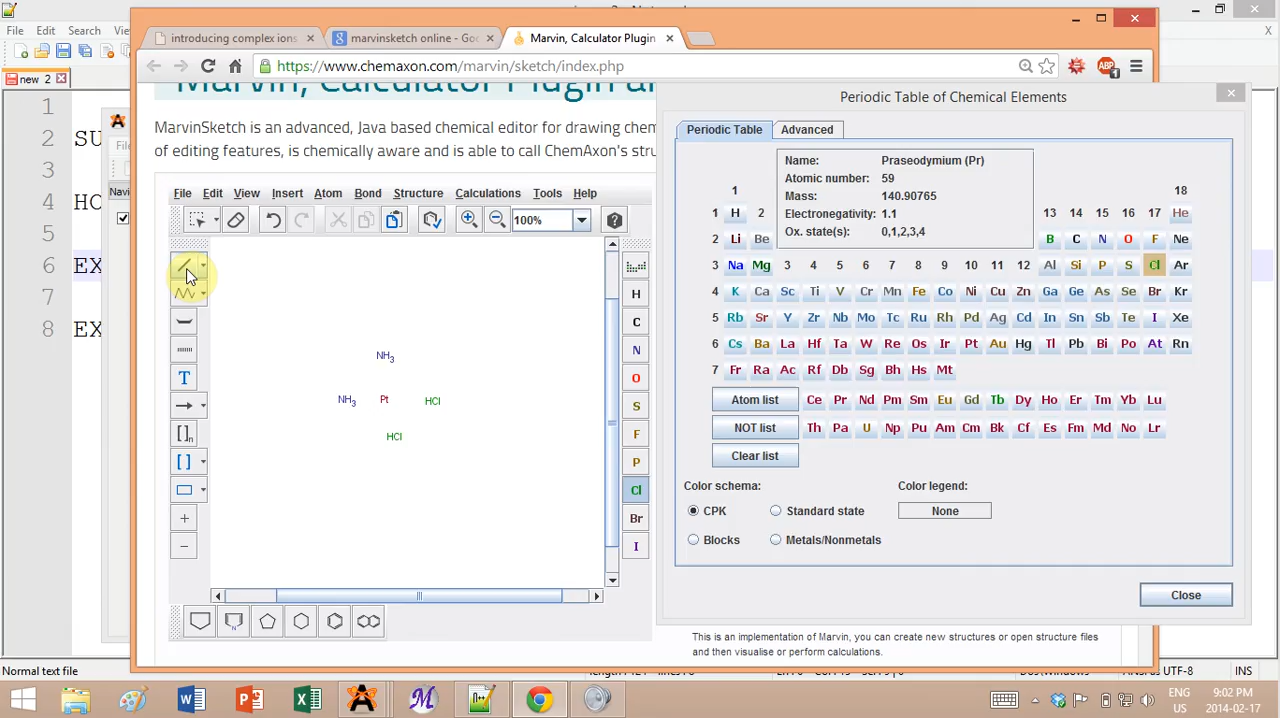 File Edit Search Vi
new 2
1
2 SU
3
4 HO
5
6 EX
7
8 EX
File
Navi
introducing complex ions
marvinsketch online - Goo
Marvin, Calculator Plugin
https://www.chemaxon.com/marvin/sketch/index.php
ABP
1
Marvin, Calculator Plugin a
MarvinSketch is an advanced, Java based chemical editor for drawing chem
of editing features, is chemically aware and is able to call ChemAxon's stru
File Edit View Insert Atom Bond Structure Calculations Tools Help
100%
NH3
NH3 Pt HCl
HCl
T
[ ]n
[ ]
+
−
H
C
N
O
S
F
P
Cl
Br
I
Periodic Table of Chemical Elements
Periodic Table Advanced
Name: Praseodymium (Pr)
Atomic number: 59
Mass: 140.90765
Electronegativity: 1.1
Ox. state(s): 0,1,2,3,4
1 18
1 H 2 13 14 15 16 17 He
2 Li Be B C N O F Ne
3 Na Mg 3 4 5 6 7 8 9 10 11 12 Al Si P S Cl Ar
4 K Ca Sc Ti V Cr Mn Fe Co Ni Cu Zn Ga Ge As Se Br Kr
5 Rb Sr Y Zr Nb Mo Tc Ru Rh Pd Ag Cd In Sn Sb Te I Xe
6 Cs Ba La Hf Ta W Re Os Ir Pt Au Hg Tl Pb Bi Po At Rn
7 Fr Ra Ac Rf Db Sg Bh Hs Mt
Atom list Ce Pr Nd Pm Sm Eu Gd Tb Dy Ho Er Tm Yb Lu
NOT list Th Pa U Np Pu Am Cm Bk Cf Es Fm Md No Lr
Clear list
Color schema: Color legend:
CPK Standard state None
Blocks Metals/Nonmetals
Close
This is an implementation of Marvin, you can create new structures or open structure files
and then visualise or perform calculations.
Normal text file
UTF-8 INS
ENG 9:02 PM
US 2014-02-17